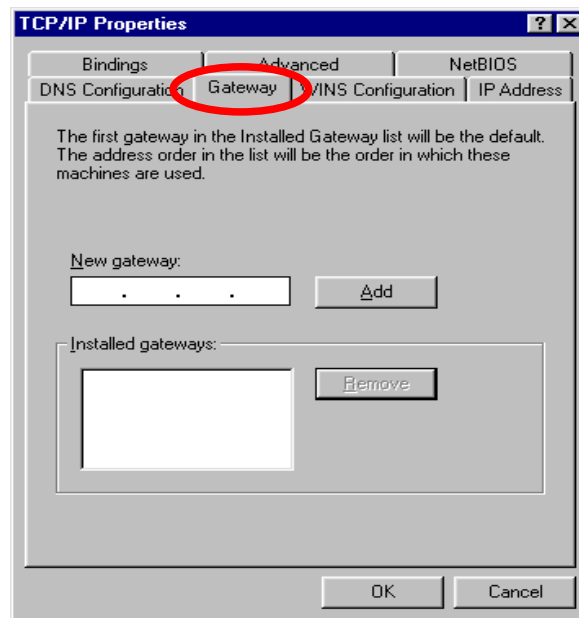 TCP/IP Properties
Bindings Advanced NetBIOS
DNS Configuration Gateway WINS Configuration IP Address
The first gateway in the Installed Gateway list will be the default.
The address order in the list will be the order in which these
machines are used.
New gateway:
. . . Add
Installed gateways:
Remove
OK Cancel